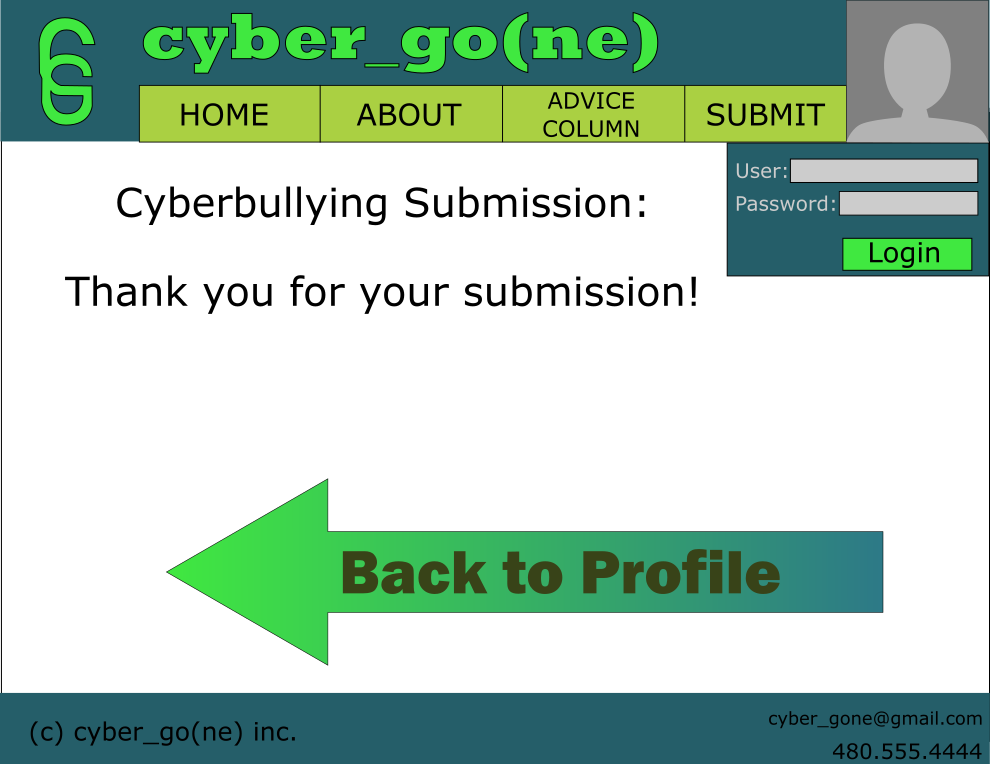 CG
cyber_go(ne)
HOME
ABOUT
ADVICE
COLUMN
SUBMIT
User:
Password:
Login
Cyberbullying Submission:
Thank you for your submission!
Back to Profile
(c) cyber_go(ne) inc.
cyber_gone@gmail.com
480.555.4444